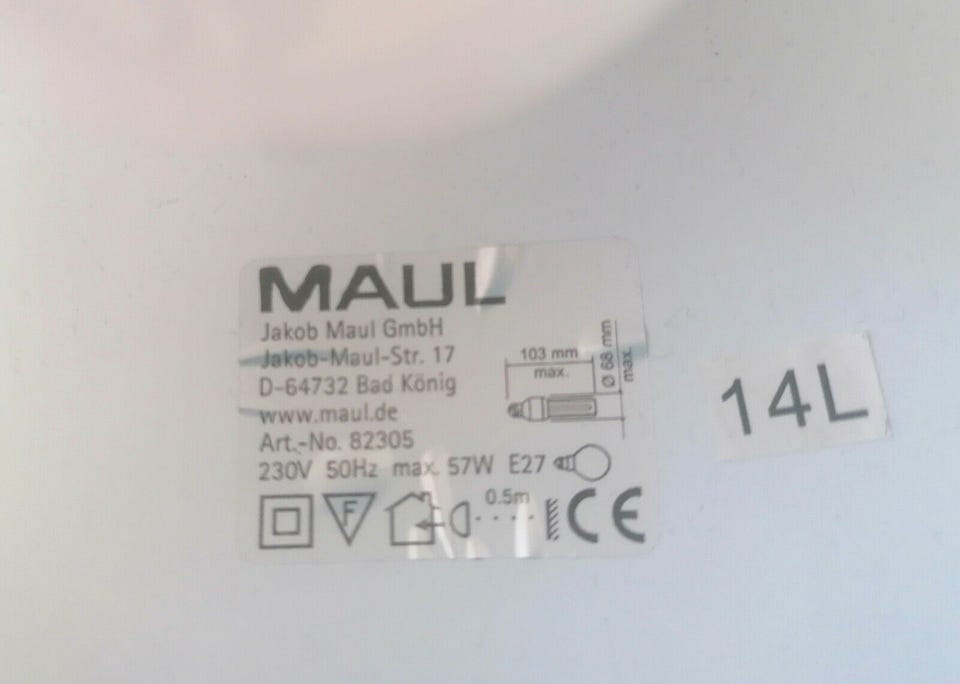 MAUL
Jakob Maul GmbH
Jakob-Maul-Str. 17
D-64732 Bad König
www.maul.de
Art.-No. 82305
230V 50Hz max. 57W E27
103 mm
max.
Ø 68 mm
max.
F
0.5m
CE
14L